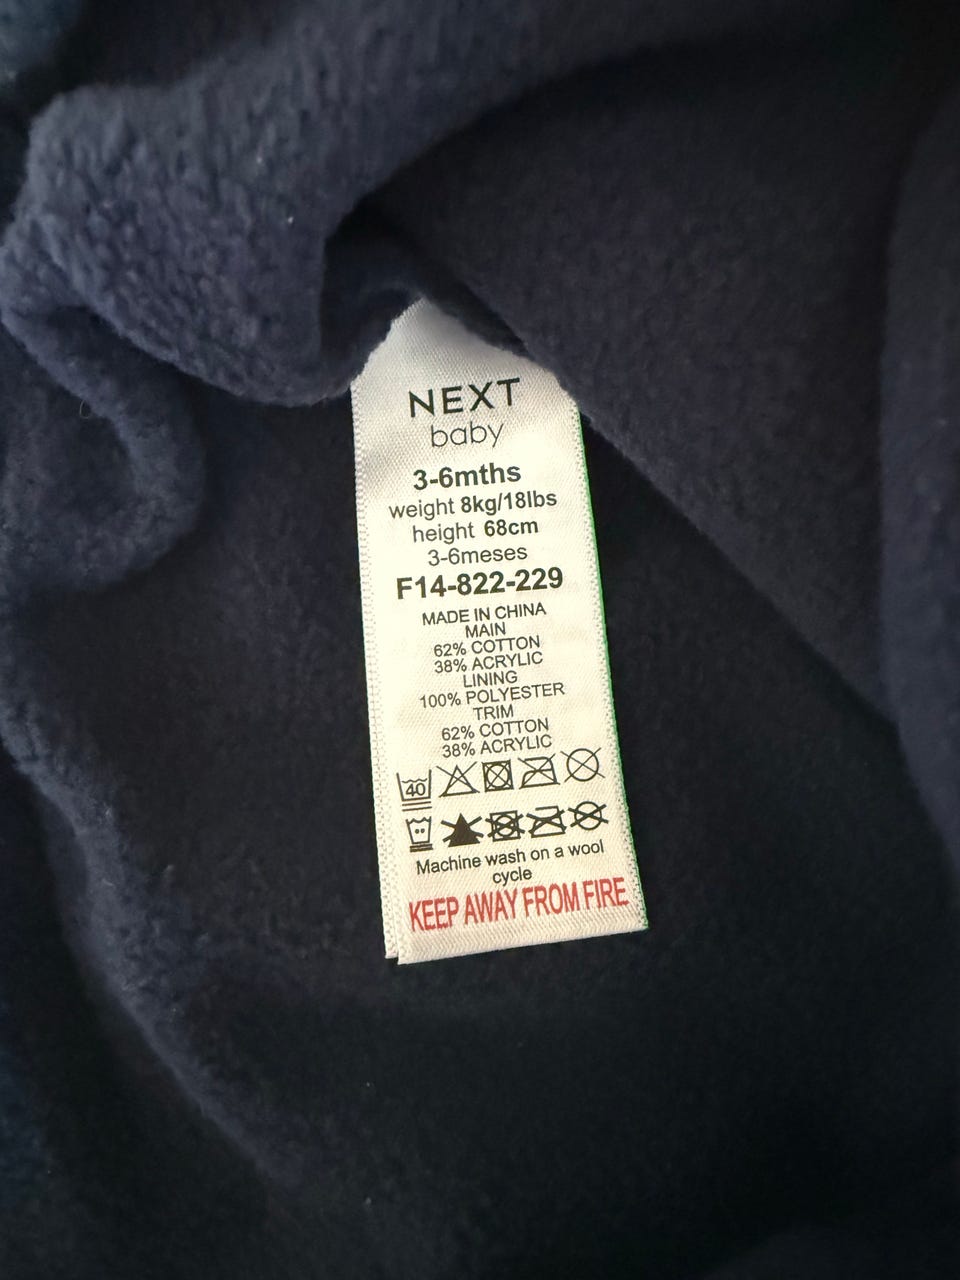 NEXT
baby
3-6mths
weight 8kg/18lbs
height 68cm
3-6meses
F14-822-229
MADE IN CHINA
MAIN
62% COTTON
38% ACRYLIC
LINING
100% POLYESTER
TRIM
62% COTTON
38% ACRYLIC
40
Machine wash on a wool
cycle
KEEP AWAY FROM FIRE